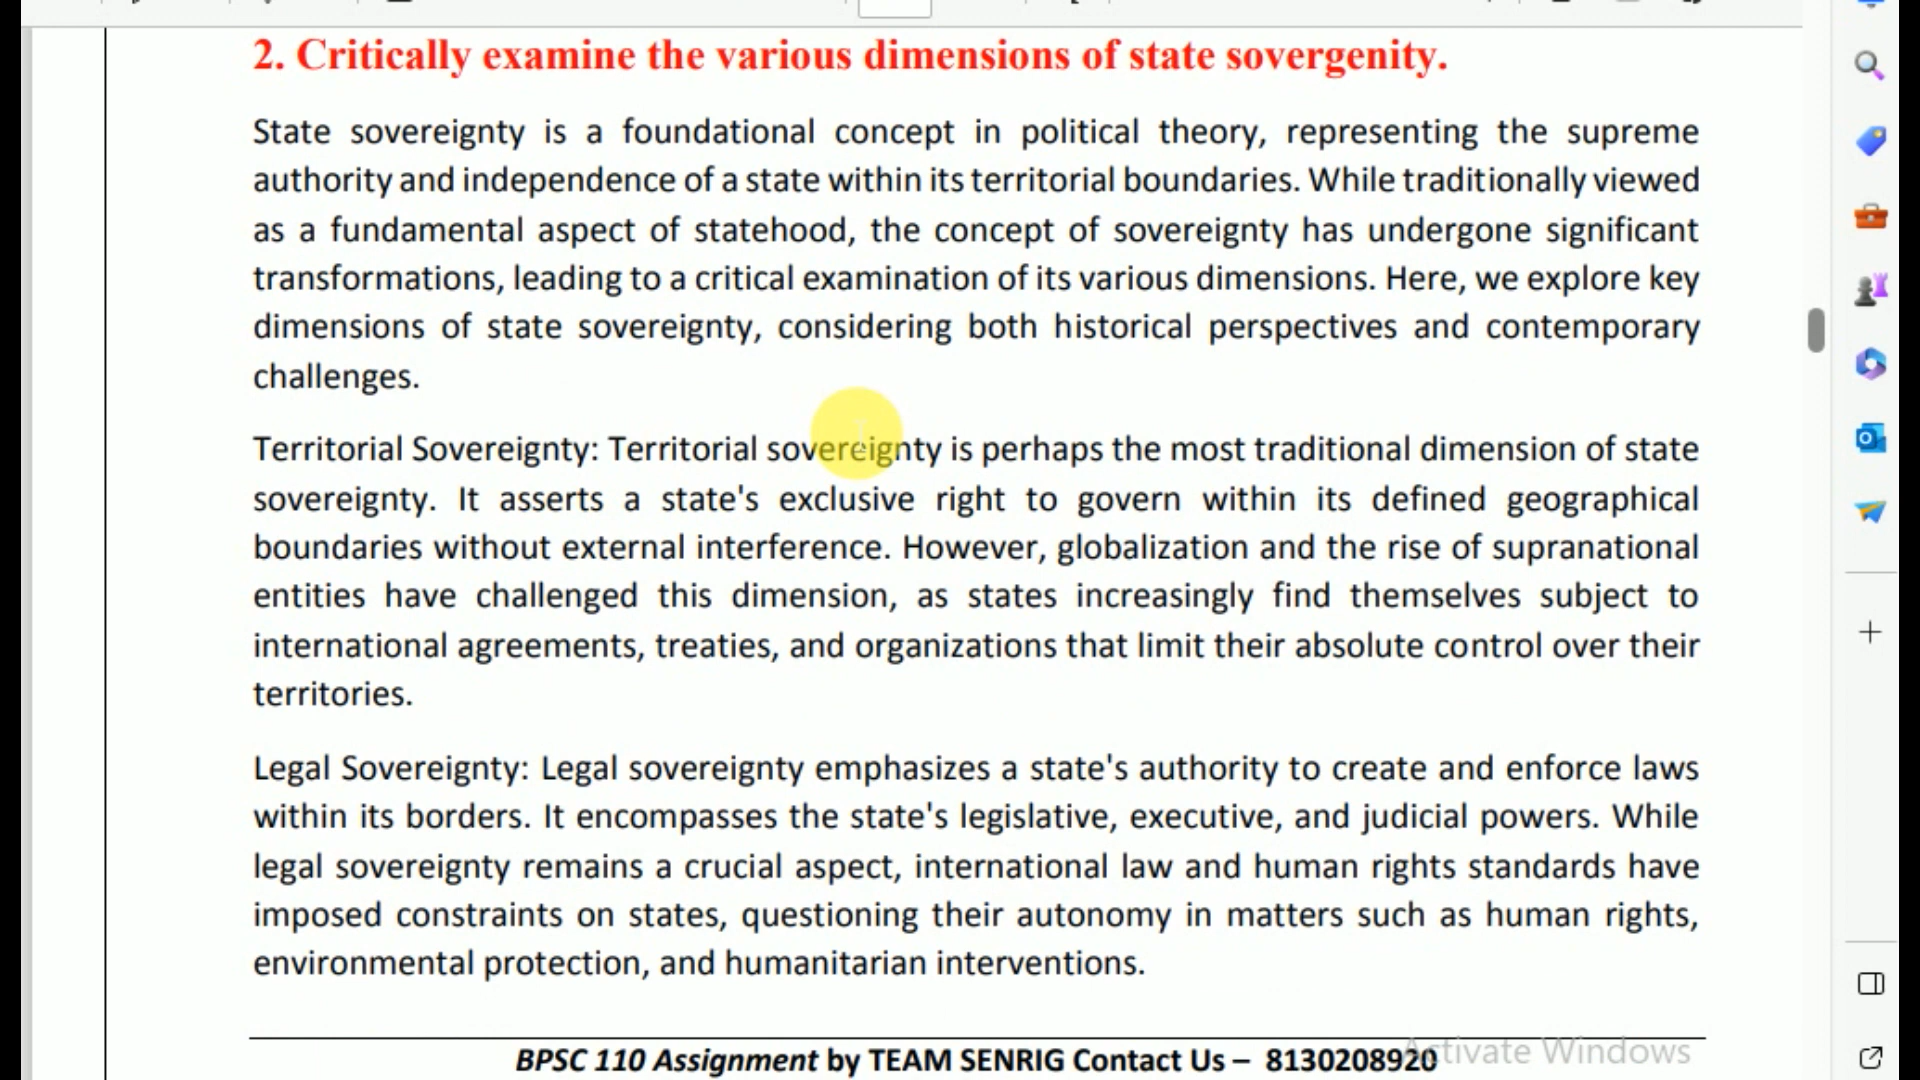 2. Critically examine the various dimensions of state sovergenity.
State sovereignty is a foundational concept in political theory, representing the supreme
authority and independence of a state within its territorial boundaries. While traditionally viewed
as a fundamental aspect of statehood, the concept of sovereignty has undergone significant
transformations, leading to a critical examination of its various dimensions. Here, we explore key
dimensions of state sovereignty, considering both historical perspectives and contemporary
challenges.
Territorial Sovereignty: Territorial sovereignty is perhaps the most traditional dimension of state
sovereignty. It asserts a state's exclusive right to govern within its defined geographical
boundaries without external interference. However, globalization and the rise of supranational
entities have challenged this dimension, as states increasingly find themselves subject to
international agreements, treaties, and organizations that limit their absolute control over their
territories.
Legal Sovereignty: Legal sovereignty emphasizes a state's authority to create and enforce laws
within its borders. It encompasses the state's legislative, executive, and judicial powers. While
legal sovereignty remains a crucial aspect, international law and human rights standards have
imposed constraints on states, questioning their autonomy in matters such as human rights,
environmental protection, and humanitarian interventions.
BPSC 110 Assignment by TEAM SENRIG Contact Us – 8130208920
Activate Windows